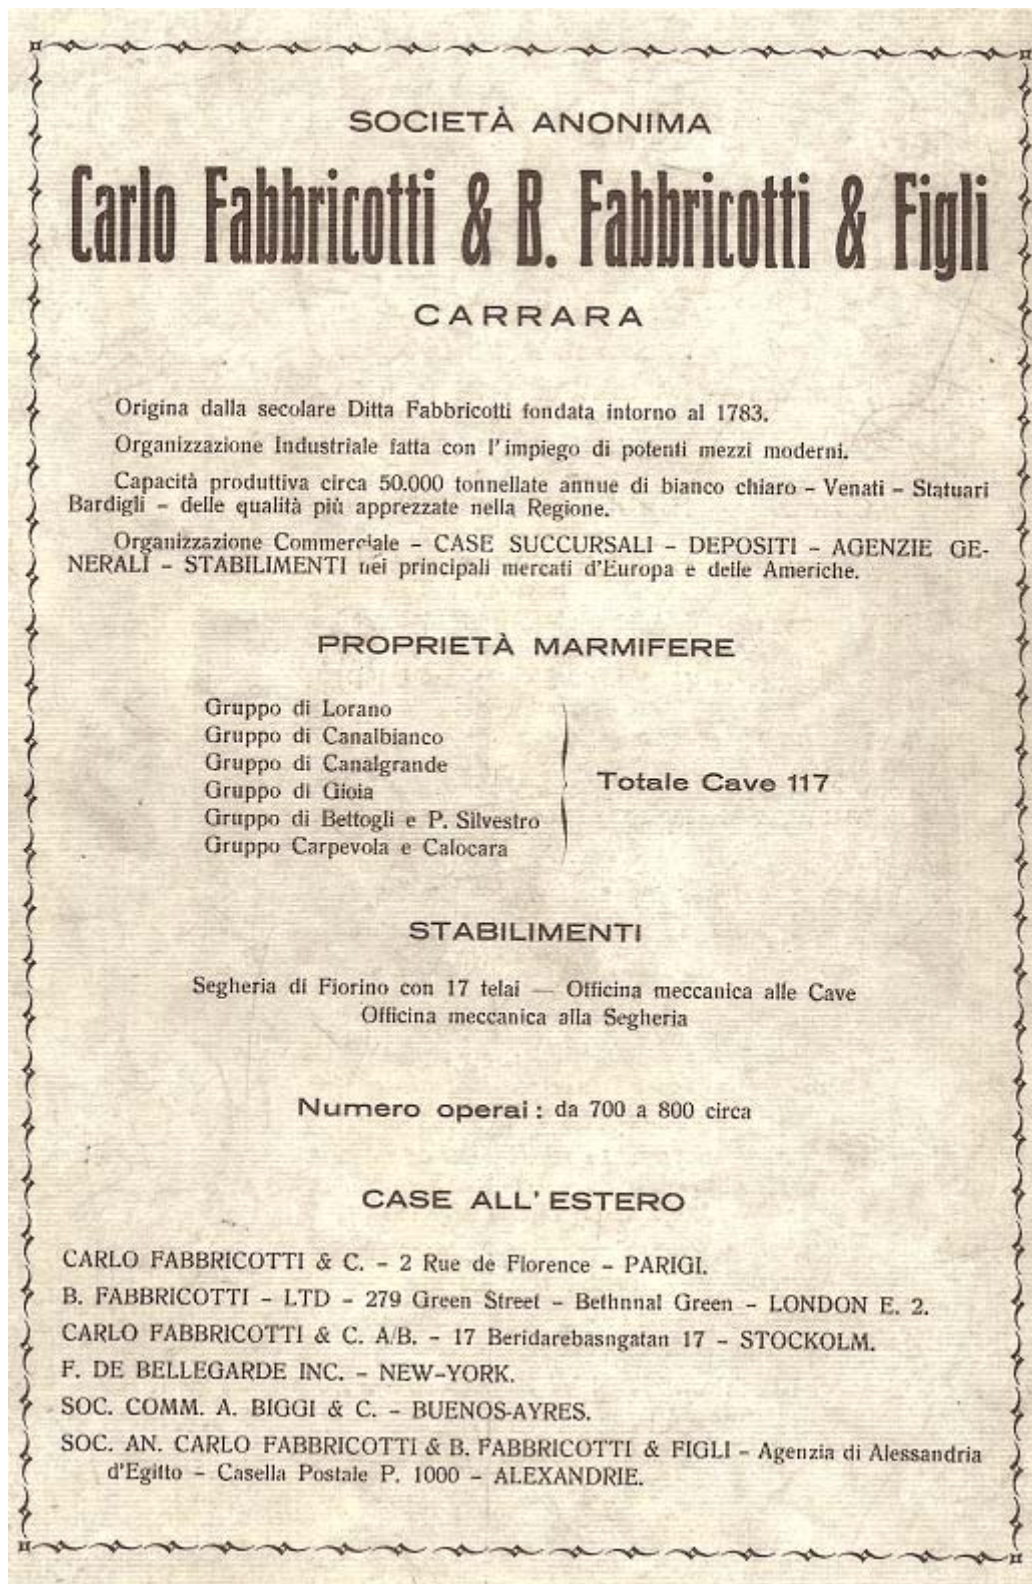 SOCIETÀ ANONIMA
Carlo Fabbricotti & B. Fabbricotti & Figli
CARRARA
Origina dalla secolare Ditta Fabbricotti fondata intorno al 1783.
Organizzazione Industriale fatta con l'impiego di potenti mezzi moderni.
Capacità produttiva circa 50.000 tonnellate annue di bianco chiaro - Venati - Statuari
Bardigli - delle qualità più apprezzate nella Regione.
Organizzazione Commerciale - CASE SUCCURSALI - DEPOSITI - AGENZIE GE-
NERALI - STABILIMENTI nei principali mercati d'Europa e delle Americhe.
PROPRIETÀ MARMIFERE
Gruppo di Lorano
Gruppo di Canalbianco
Gruppo di Canalgrande
Gruppo di Gioia
Gruppo di Bettogli e P. Silvestro
Gruppo Carpevola e Calocara
Totale Cave 117
STABILIMENTI
Segheria di Fiorino con 17 telai — Officina meccanica alle Cave
Officina meccanica alla Segheria
Numero operai: da 700 a 800 circa
CASE ALL'ESTERO
CARLO FABBRICOTTI & C. - 2 Rue de Florence - PARIGI.
B. FABBRICOTTI - LTD - 279 Green Street - Bethnnal Green - LONDON E. 2.
CARLO FABBRICOTTI & C. A/B. - 17 Beridarebasngatan 17 - STOCKOLM.
F. DE BELLEGARDE INC. - NEW-YORK.
SOC. COMM. A. BIGGI & C. - BUENOS-AYRES.
SOC. AN. CARLO FABBRICOTTI & B. FABBRICOTTI & FIGLI - Agenzia di Alessandria
d'Egitto - Casella Postale P. 1000 - ALEXANDRIE.